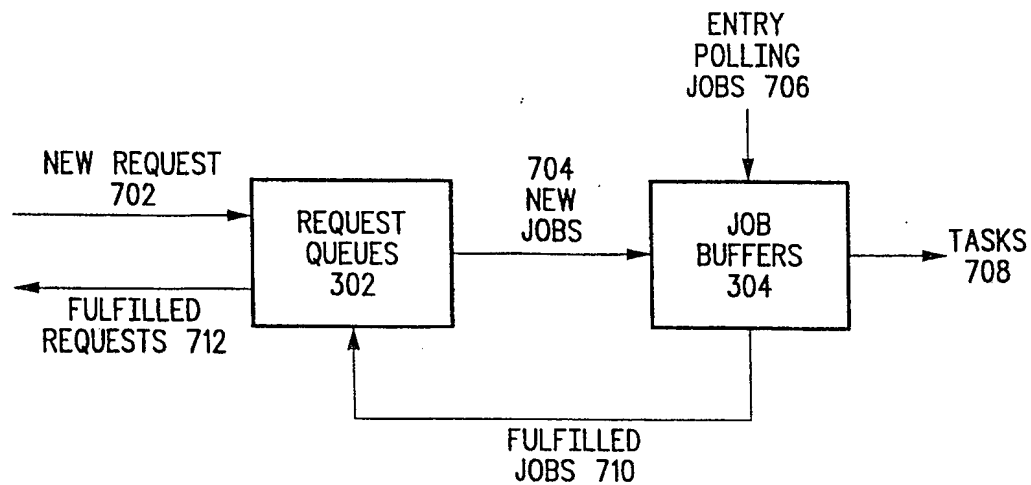 ENTRY
POLLING
JOBS 706
NEW REQUEST
702
704
NEW
JOBS
REQUEST
QUEUES
302
JOB
BUFFERS
304
TASKS
708
FULFILLED
REQUESTS 712
FULFILLED
JOBS 710